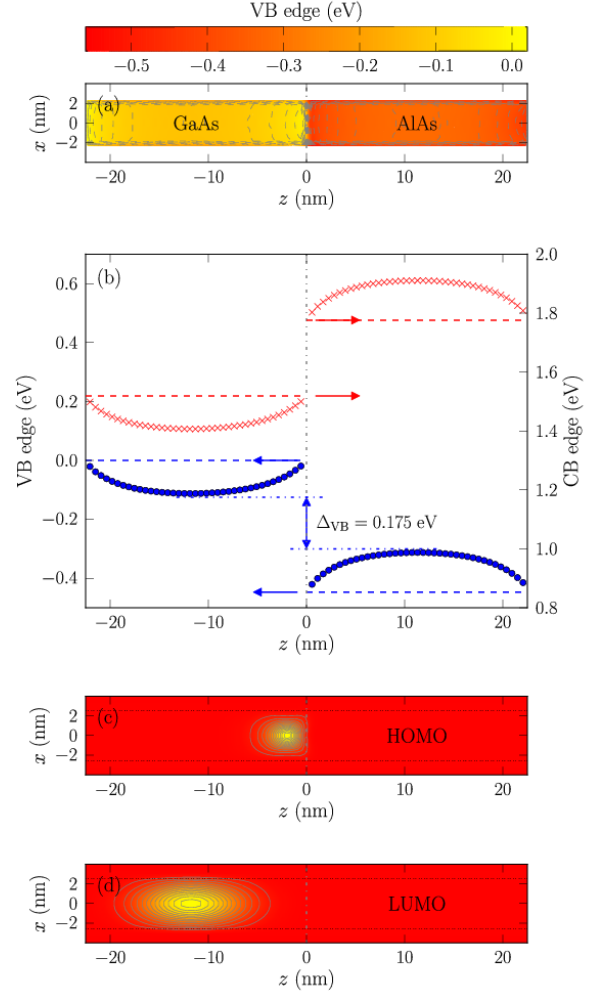 VB edge (eV)
−0.5 −0.4 −0.3 −0.2 −0.1 0.0
(a)
GaAs AlAs
x (nm)
2
0
−2
−20 −10 0 10 20
z (nm)
(b)
VB edge (eV)
0.6
0.4
0.2
0.0
−0.2
−0.4
Δ_VB = 0.175 eV
2.0
1.8
1.6
1.4
1.2
1.0
0.8
CB edge (eV)
−20 −10 0 10 20
z (nm)
(c)
HOMO
x (nm)
2
0
−2
−20 −10 0 10 20
z (nm)
(d)
LUMO
x (nm)
2
0
−2
−20 −10 0 10 20
z (nm)